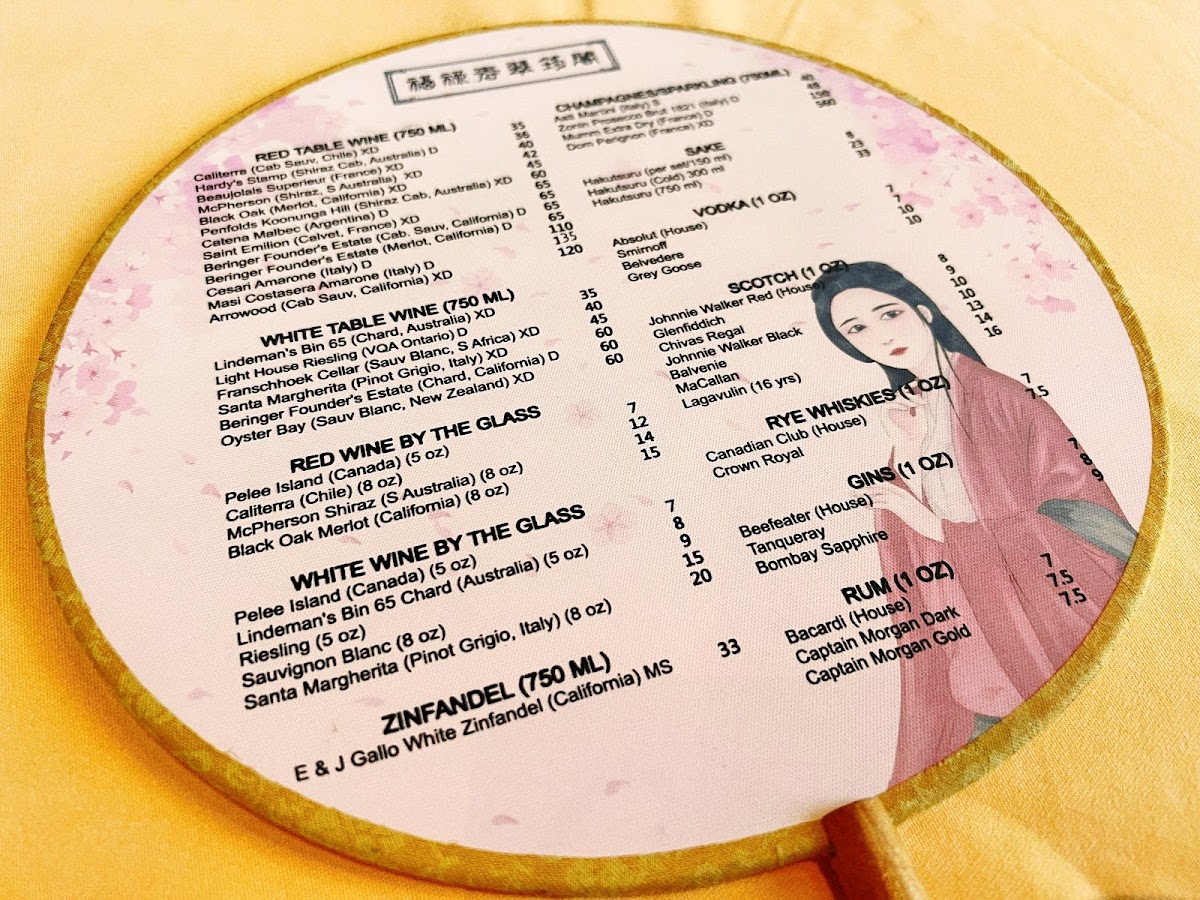 福祿壽
RED TABLE WINE (750 ML)
Caliterra (Cab Sauv, Chile) XD
Hardy's Stamp (Shiraz Cab, Australia) D
Beaujolais Superieur (France) XD
McPherson (Shiraz, S Australia) XD
Black Oak (Merlot, California) XD
Penfolds Koonunga Hill (Shiraz Cab, Australia) XD
Catena Malbec (Argentina) D
Saint Emilion (Calvet, France) XD
Beringer Founder's Estate (Cab. Sauv, California) D
Beringer Founder's Estate (Merlot, California) D
Cesari Amarone (Italy) D
Masi Costasera Amarone (Italy) D
Arrowood (Cab Sauv, California) XD
35
36
40
42
45
60
65
65
65
110
135
120
WHITE TABLE WINE (750 ML)
Lindeman's Bin 65 (Chard, Australia) XD 35
Light House Riesling (VQA Ontario) D 40
Franschhoek Cellar (Sauv Blanc, S Africa) XD 45
Santa Margherita (Pinot Grigio, Italy) XD 60
Beringer Founder's Estate (Chard, California) D 60
Oyster Bay (Sauv Blanc, New Zealand) XD 60
RED WINE BY THE GLASS
Pelee Island (Canada) (5 oz) 7
Caliterra (Chile) (8 oz) 12
McPherson Shiraz (S Australia) (8 oz) 14
Black Oak Merlot (California) (8 oz) 15
WHITE WINE BY THE GLASS
Pelee Island (Canada) (5 oz) 7
Lindeman's Bin 65 Chard (Australia) (5 oz) 8
Riesling (5 oz) 9
Sauvignon Blanc (8 oz) 15
Santa Margherita (Pinot Grigio, Italy) (8 oz) 20
ZINFANDEL (750 ML)
E & J Gallo White Zinfandel (California) MS 33
CHAMPAGNES/SPARKLING (750ML)
Asti Martini (Italy) S 40
Zonin Prosecco Brut 1821 (Italy) D 48
Mumm Extra Dry (France) D 150
Dom Perignon (France) XD 560
SAKE
Hakutsuru (per set/150 ml) 8
Hakutsuru (Cold) 300 ml 23
Hakutsuru (750 ml) 33
VODKA (1 OZ)
Absolut (House) 7
Smirnoff 7
Belvedere 10
Grey Goose 10
SCOTCH (1 OZ)
Johnnie Walker Red (House) 8
Glenfiddich 9
Chivas Regal 10
Johnnie Walker Black 10
Balvenie 13
MaCallan 14
Lagavulin (16 yrs) 16
RYE WHISKIES (1 OZ)
Canadian Club (House) 7
Crown Royal 7.5
GINS (1 OZ)
Beefeater (House) 7
Tanqueray 8
Bombay Sapphire 9
RUM (1 OZ)
Bacardi (House) 7
Captain Morgan Dark 7.5
Captain Morgan Gold 7.5